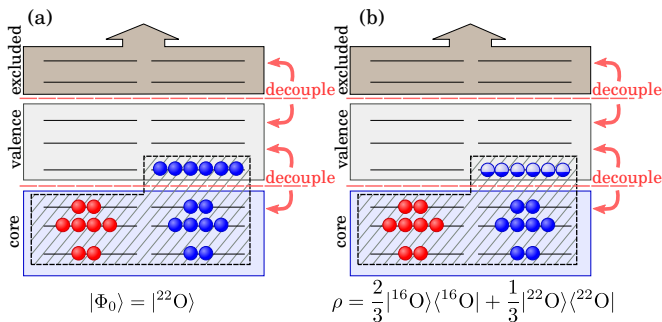 (a)
excluded
decouple
valence
decouple
core
|Φ₀⟩ = |²²O⟩
(b)
excluded
decouple
valence
decouple
core
ρ = 2/3 |¹⁶O⟩⟨¹⁶O| + 1/3 |²²O⟩⟨²²O|